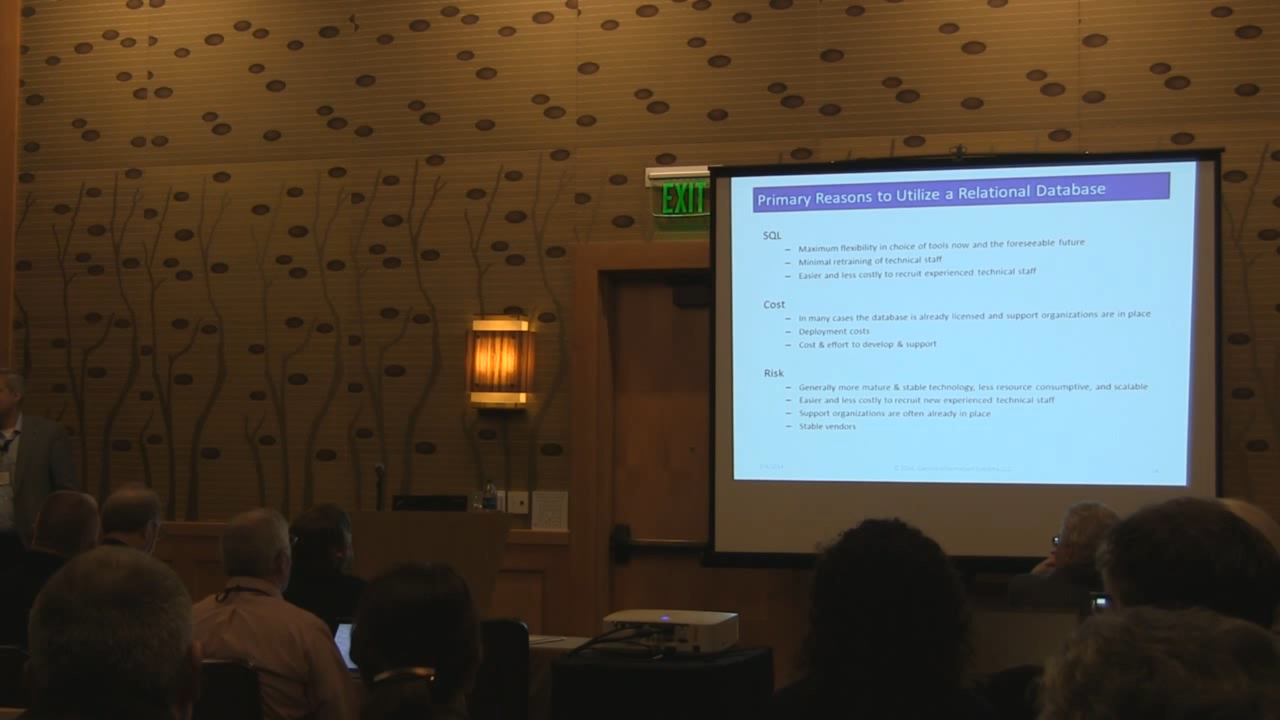 EXIT
Primary Reasons to Utilize a Relational Database
SQL
– Maximum flexibility in choice of tools now and the foreseeable future
– Minimal retraining of technical staff
– Easier and less costly to recruit experienced technical staff
Cost
– In many cases the database is already licensed and support organizations are in place
– Deployment costs
– Cost & effort to develop & support
Risk
– Generally more mature & stable technology, less resource consumptive, and scalable
– Easier and less costly to recruit new experienced technical staff
– Support organizations are often already in place
– Stable vendors